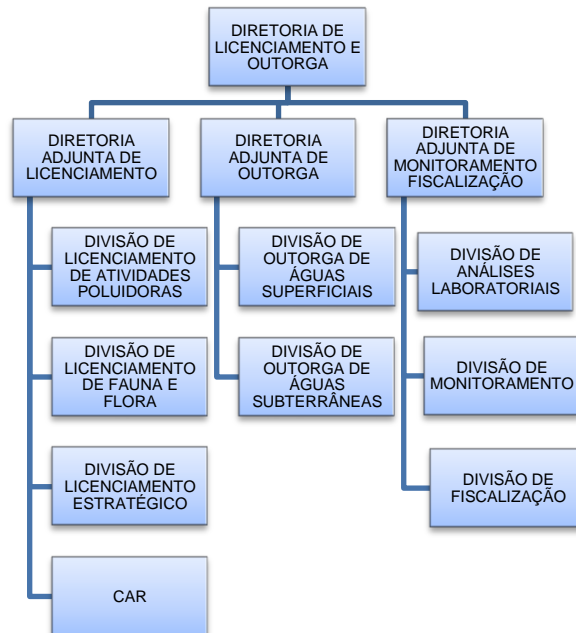 DIRETORIA DE
LICENCIAMENTO E
OUTORGA
DIRETORIA
ADJUNTA DE
LICENCIAMENTO
DIRETORIA
ADJUNTA DE
OUTORGA
DIRETORIA
ADJUNTA DE
MONITORAMENTO
FISCALIZAÇÃO
DIVISÃO DE
LICENCIAMENTO
DE ATIVIDADES
POLUIDORAS
DIVISÃO DE
LICENCIAMENTO
DE FAUNA E
FLORA
DIVISÃO DE
LICENCIAMENTO
ESTRATÉGICO
CAR
DIVISÃO DE
OUTORGA DE
ÁGUAS
SUPERFICIAIS
DIVISÃO DE
OUTORGA DE
ÁGUAS
SUBTERRÂNEAS
DIVISÃO DE
ANÁLISES
LABORATORIAIS
DIVISÃO DE
MONITORAMENTO
DIVISÃO DE
FISCALIZAÇÃO